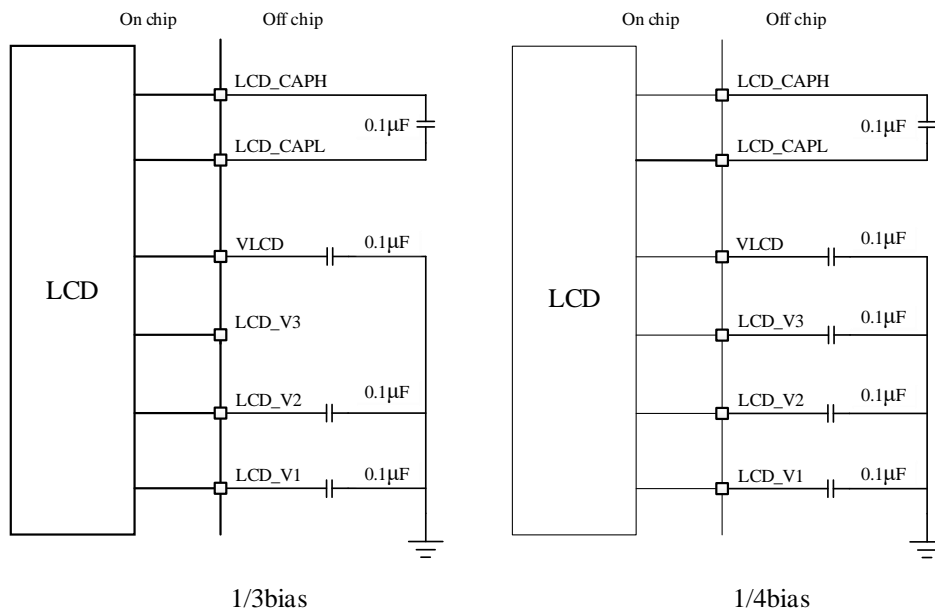 On chip
Off chip
LCD_CAPH
0.1μF
LCD_CAPL
VLCD
0.1μF
LCD
LCD_V3
LCD_V2
0.1μF
LCD_V1
0.1μF
1/3bias
On chip
Off chip
LCD_CAPH
0.1μF
LCD_CAPL
VLCD
0.1μF
LCD
LCD_V3
0.1μF
LCD_V2
0.1μF
LCD_V1
0.1μF
1/4bias